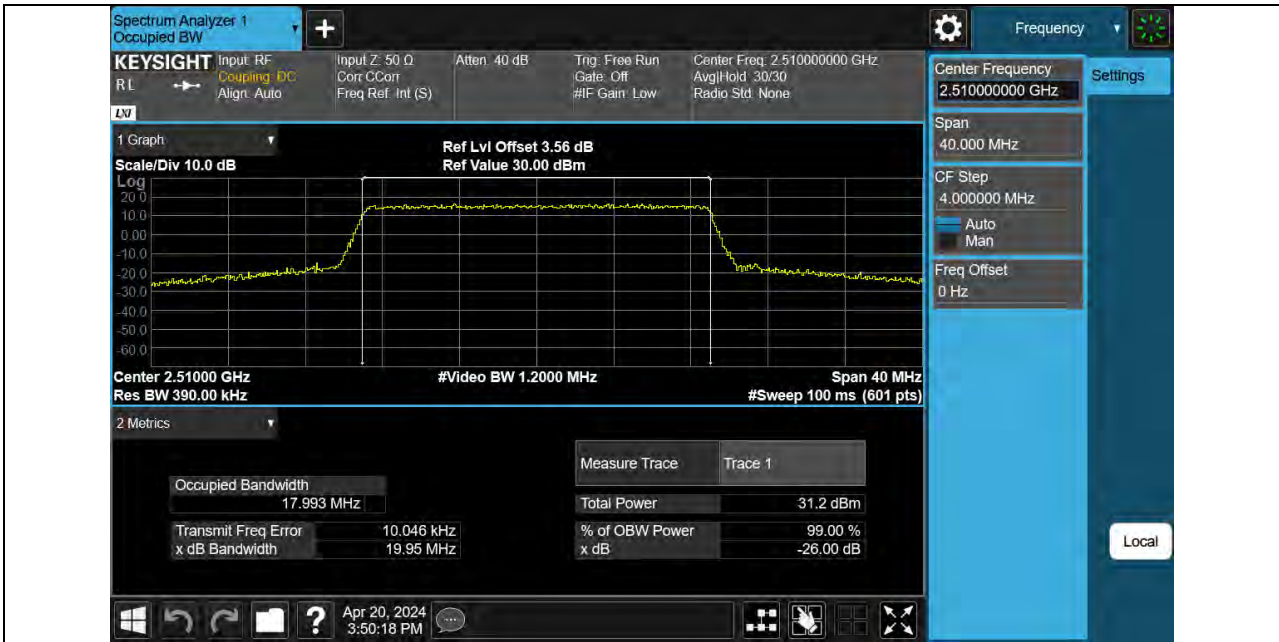 Spectrum Analyzer 1
Occupied BW
+
Frequency
KEYSIGHT
RL
LXI
Input: RF
Coupling: DC
Align: Auto
Input Z: 50 Ω
Corr CCorr
Freq Ref: Int (S)
Atten: 40 dB
Trig: Free Run
Gate: Off
#IF Gain: Low
Center Freq: 2.510000000 GHz
Avg|Hold: 30/30
Radio Std: None
1 Graph
Scale/Div 10.0 dB
Ref Lvl Offset 3.56 dB
Ref Value 30.00 dBm
Log
20.0
10.0
0.00
-10.0
-20.0
-30.0
-40.0
-50.0
-60.0
Center 2.51000 GHz
#Video BW 1.2000 MHz
Span 40 MHz
Res BW 390.00 kHz
#Sweep 100 ms (601 pts)
2 Metrics
Measure Trace
Trace 1
Occupied Bandwidth
17.993 MHz
Total Power
31.2 dBm
Transmit Freq Error
10.046 kHz
% of OBW Power
99.00 %
x dB Bandwidth
19.95 MHz
x dB
-26.00 dB
Center Frequency
2.510000000 GHz
Settings
Span
40.000 MHz
CF Step
4.000000 MHz
Auto
Man
Freq Offset
0 Hz
Local
?
Apr 20, 2024
3:50:18 PM